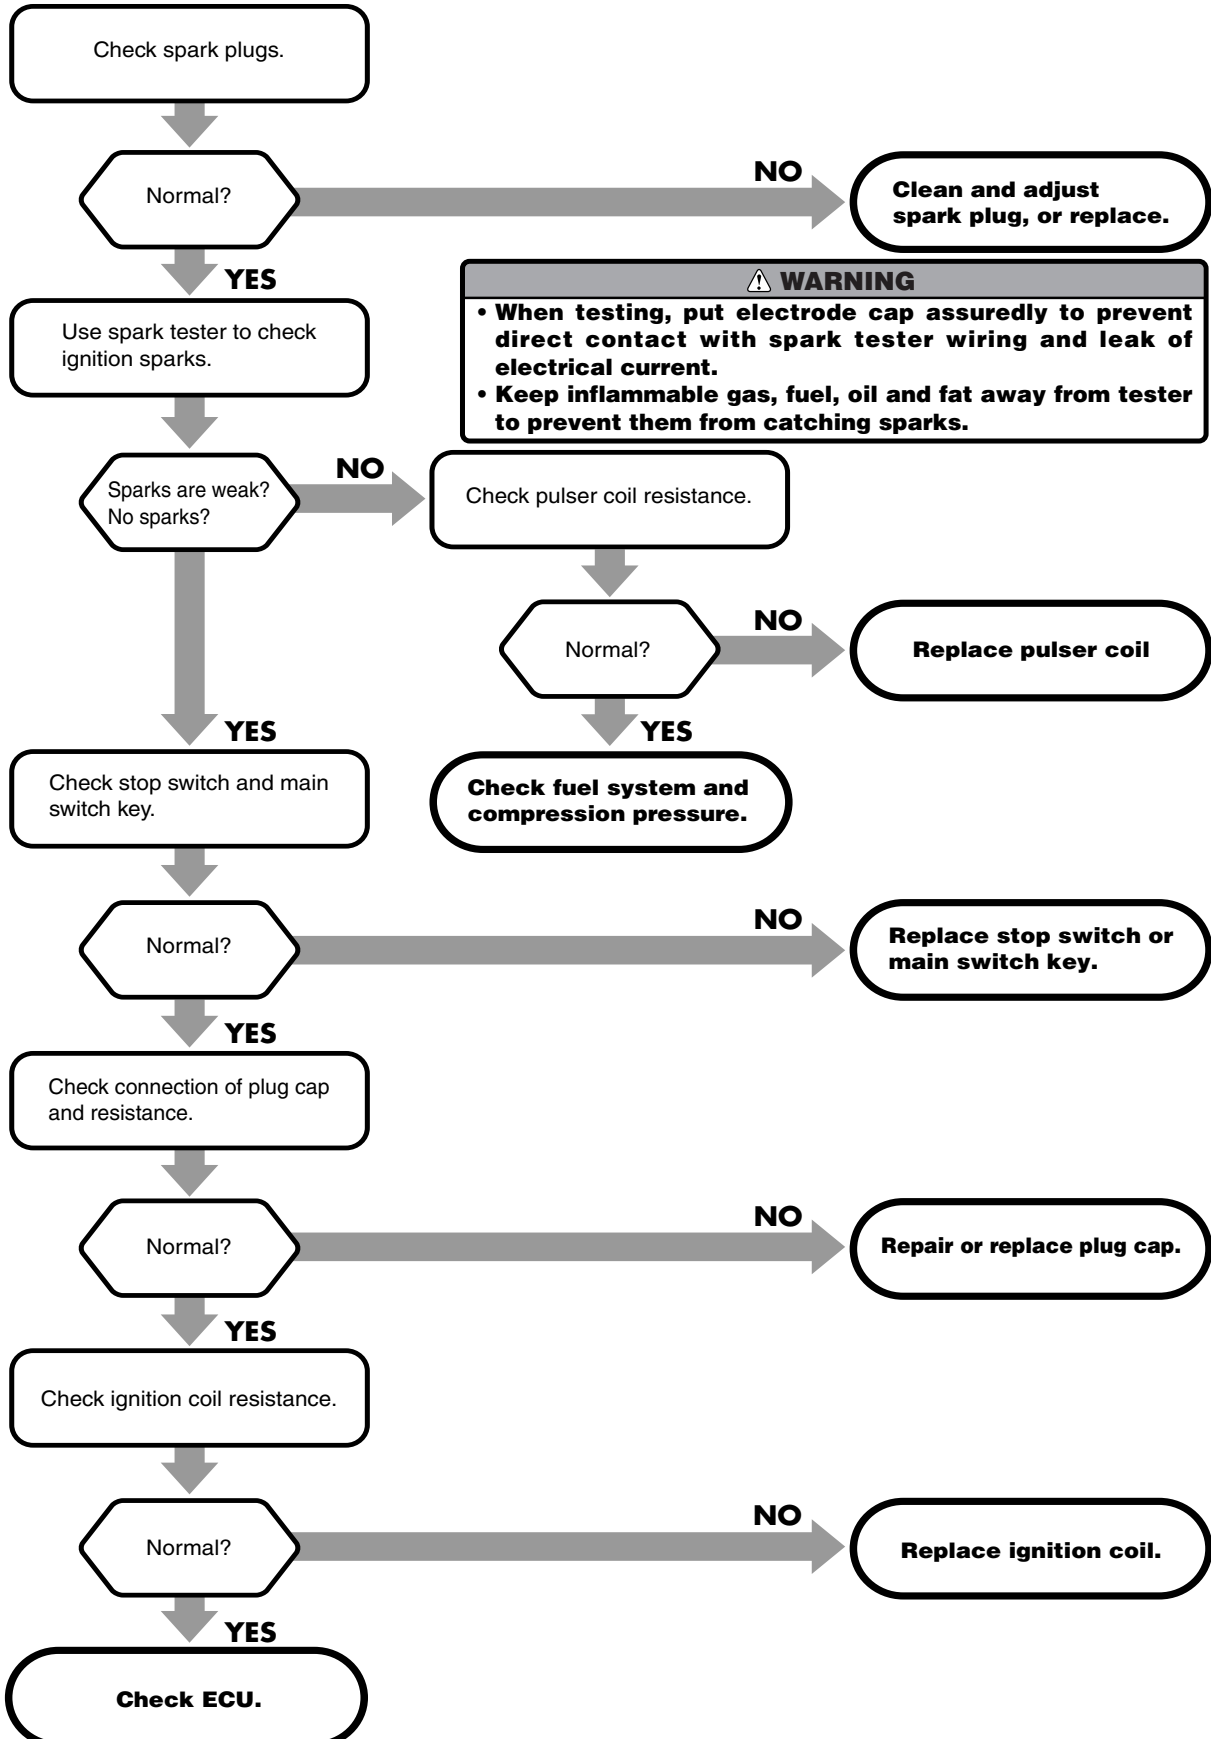 Check spark plugs.
Normal?
NO
Clean and adjust
spark plug, or replace.
YES
⚠ WARNING
• When testing, put electrode cap assuredly to prevent
direct contact with spark tester wiring and leak of
electrical current.
• Keep inflammable gas, fuel, oil and fat away from tester
to prevent them from catching sparks.
Use spark tester to check
ignition sparks.
Sparks are weak?
No sparks?
NO
Check pulser coil resistance.
Normal?
NO
Replace pulser coil
YES
Check fuel system and
compression pressure.
YES
Check stop switch and main
switch key.
Normal?
NO
Replace stop switch or
main switch key.
YES
Check connection of plug cap
and resistance.
Normal?
NO
Repair or replace plug cap.
YES
Check ignition coil resistance.
Normal?
NO
Replace ignition coil.
YES
Check ECU.